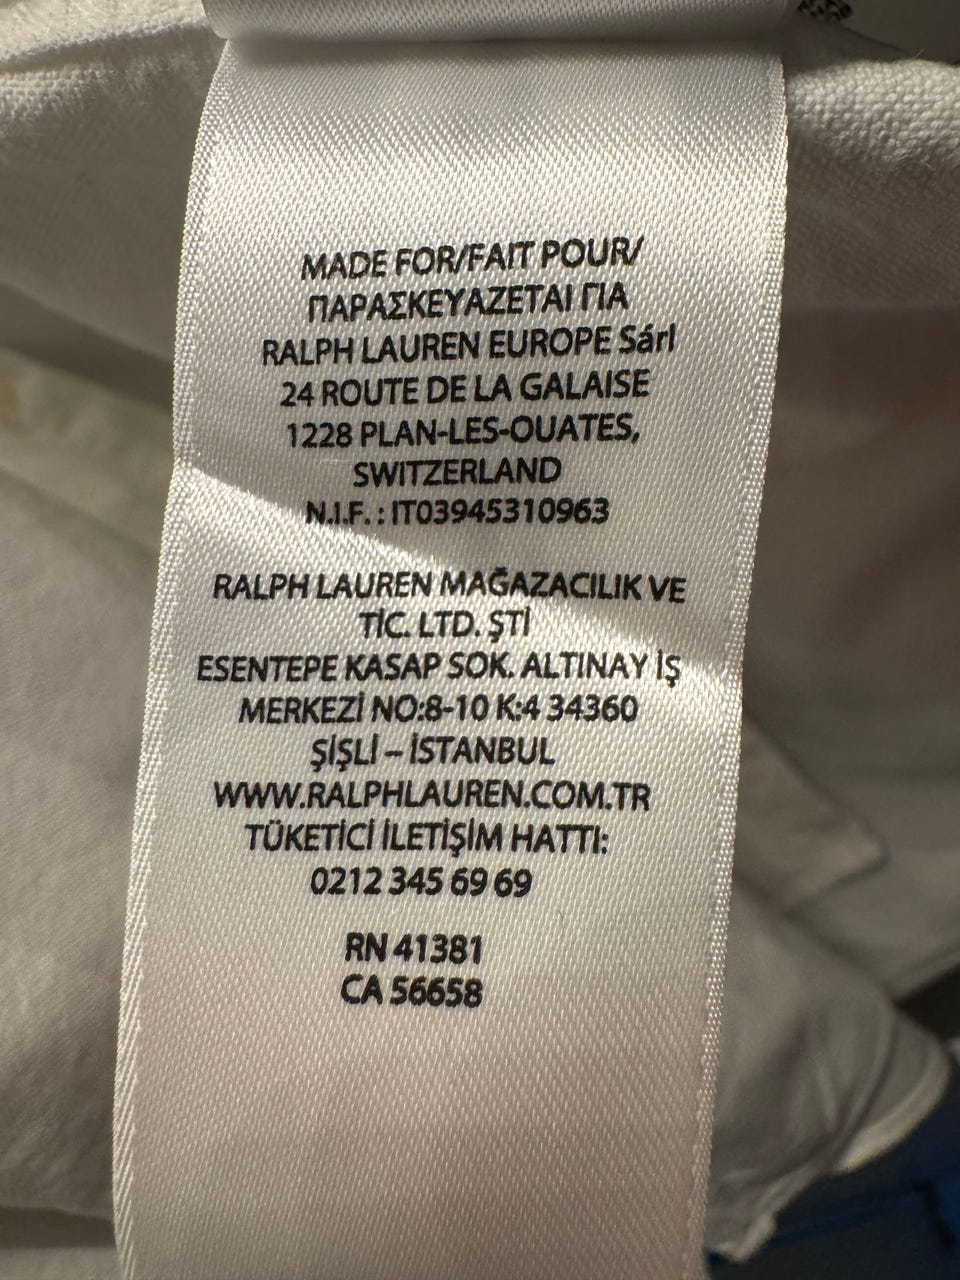 MADE FOR/FAIT POUR/
ΠΑΡΑΣΚΕΥΑΖΕΤΑΙ ΓΙΑ
RALPH LAUREN EUROPE Sárl
24 ROUTE DE LA GALAISE
1228 PLAN-LES-OUATES,
SWITZERLAND
N.I.F. : IT03945310963
RALPH LAUREN MAĞAZACILIK VE
TİC. LTD. ŞTİ
ESENTEPE KASAP SOK. ALTINAY İŞ
MERKEZİ NO:8-10 K:4 34360
ŞİŞLİ – İSTANBUL
WWW.RALPHLAUREN.COM.TR
TÜKETİCİ İLETİŞİM HATTI:
0212 345 69 69
RN 41381
CA 56658